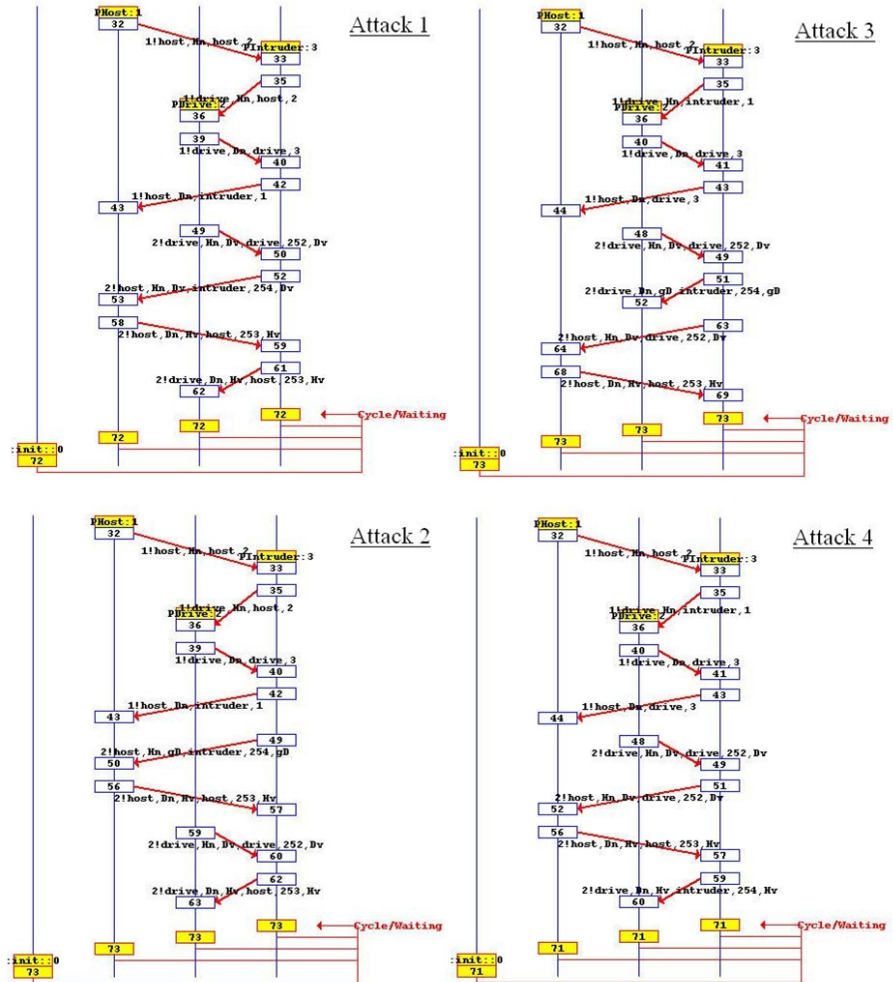 Attack 1
PHost:1
32
1!host,Hn,host,2
PIntruder:3
33
35
1!drive,Hn,host,2
PDrive:2
36
39
1!drive,Dn,drive,3
40
42
1!host,Dn,intruder,1
43
49
2!drive,Hn,Dv,drive,252,Dv
50
52
2!host,Hn,Dv,intruder,254,Dv
53
58
2!host,Dn,Hv,host,253,Hv
59
61
2!drive,Dn,Hv,host,253,Hv
62
72
Cycle/Waiting
72
72
:init::0
72
Attack 3
PHost:1
32
1!host,Hn,host,2
PIntruder:3
33
35
1!drive,Hn,intruder,1
PDrive:2
36
40
1!drive,Dn,drive,3
41
43
1!host,Dn,drive,3
44
48
2!drive,Hn,Dv,drive,252,Dv
49
51
2!drive,Dn,gD,intruder,254,gD
52
63
2!host,Hn,Dv,drive,252,Dv
64
68
2!host,Dn,Hv,host,253,Hv
69
73
Cycle/Waiting
73
73
:init::0
73
Attack 2
PHost:1
32
1!host,Hn,host,2
PIntruder:3
33
35
1!drive,Hn,host,2
PDrive:2
36
39
1!drive,Dn,drive,3
40
42
1!host,Dn,intruder,1
43
49
2!host,Hn,gD,intruder,254,gD
50
56
2!host,Dn,Hv,host,253,Hv
57
59
2!drive,Hn,Dv,drive,252,Dv
60
62
2!drive,Dn,Hv,host,253,Hv
63
73
Cycle/Waiting
73
73
:init::0
73
Attack 4
PHost:1
32
1!host,Hn,host,2
PIntruder:3
33
35
1!drive,Hn,intruder,1
PDrive:2
36
40
1!drive,Dn,drive,3
41
43
1!host,Dn,drive,3
44
48
2!drive,Hn,Dv,drive,252,Dv
49
51
2!host,Hn,Dv,drive,252,Dv
52
56
2!host,Dn,Hv,host,253,Hv
57
59
2!drive,Dn,Hv,intruder,254,Hv
60
71
Cycle/Waiting
71
71
:init::0
71